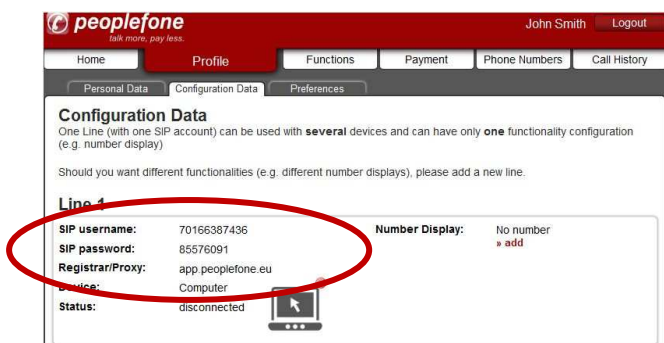 peoplefone
talk more, pay less.
John Smith Logout
Home Profile Functions Payment Phone Numbers Call History
Personal Data Configuration Data Preferences
Configuration Data
One Line (with one SIP account) can be used with several devices and can have only one functionality configuration
(e.g. number display)
Should you want different functionalities (e.g. different number displays), please add a new line.
Line 1
SIP username: 70166387436 Number Display: No number
SIP password: 85576091 » add
Registrar/Proxy: app.peoplefone.eu
Device: Computer
Status: disconnected